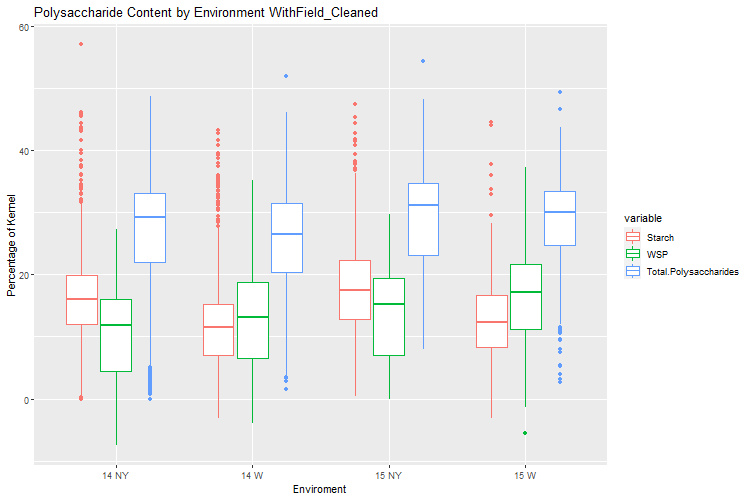 Polysaccharide Content by Environment WithField_Cleaned
Percentage of Kernel
60
40
20
0
14 NY
14 W
15 NY
15 W
Enviroment
variable
Starch
WSP
Total.Polysaccharides